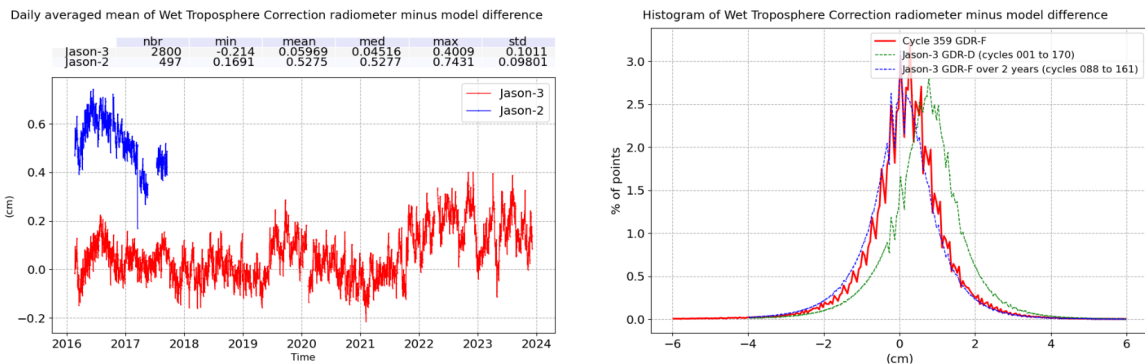 Daily averaged mean of Wet Troposphere Correction radiometer minus model difference
nbr min mean med max std
Jason-3 2800 -0.214 0.05969 0.04516 0.4009 0.1011
Jason-2 497 0.1691 0.5275 0.5277 0.7431 0.09801
Jason-3
Jason-2
0.6
0.4
0.2
0.0
−0.2
(cm)
2016 2017 2018 2019 2020 2021 2022 2023 2024
Time
Histogram of Wet Troposphere Correction radiometer minus model difference
Cycle 359 GDR-F
Jason-3 GDR-D (cycles 001 to 170)
Jason-3 GDR-F over 2 years (cycles 088 to 161)
3.0
2.5
2.0
1.5
1.0
0.5
0.0
% of points
−6 −4 −2 0 2 4 6
(cm)